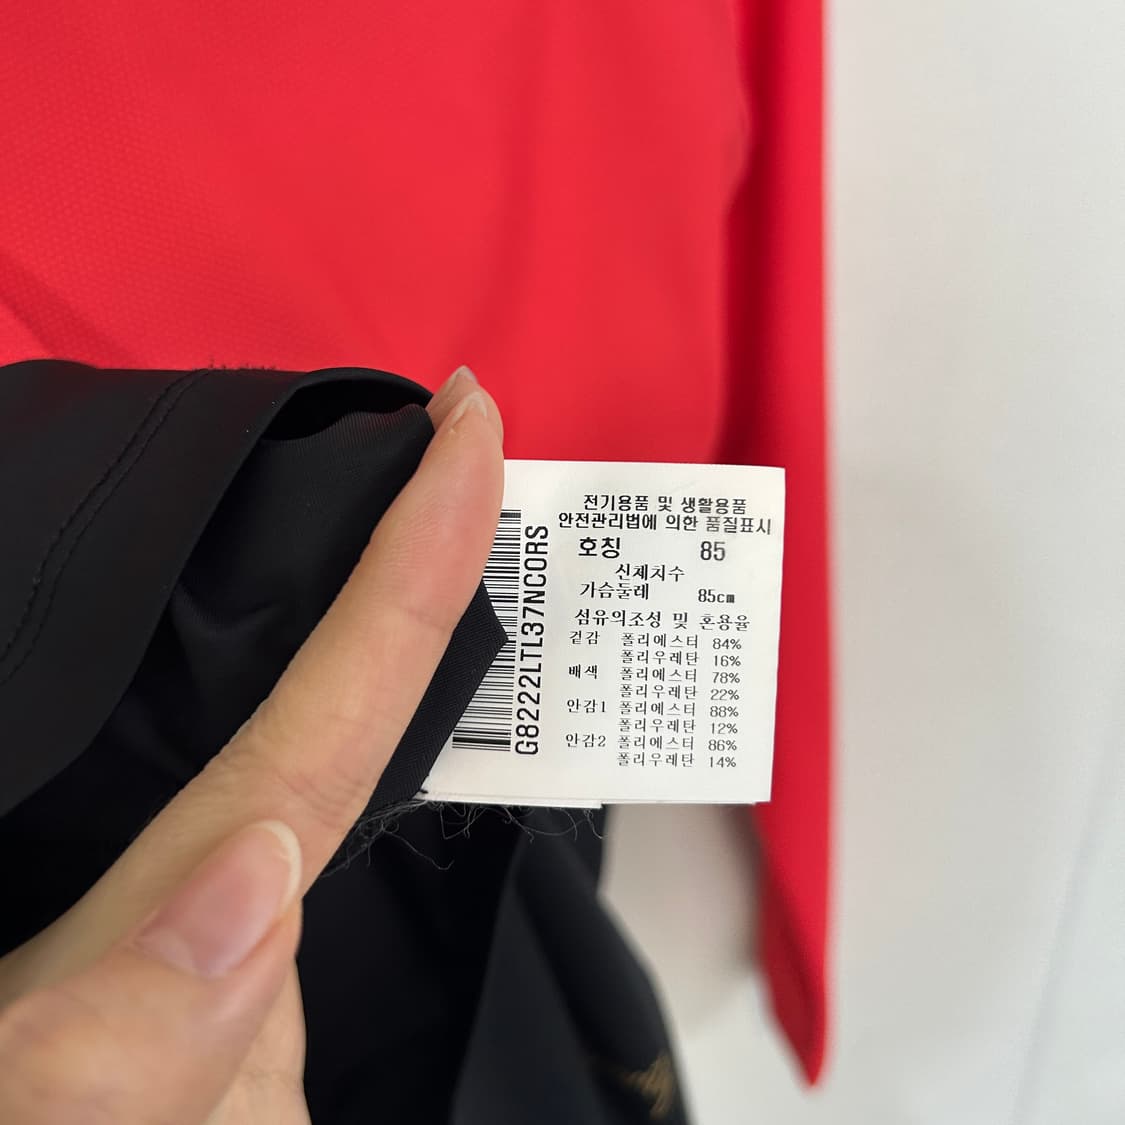 전기용품 및 생활용품
안전관리법에 의한 품질표시
호칭 85
신체치수
가슴둘레 85cm
섬유의조성 및 혼용율
겉감 폴리에스터 84%
폴리우레탄 16%
배색 폴리에스터 78%
폴리우레탄 22%
안감1 폴리에스터 88%
폴리우레탄 12%
안감2 폴리에스터 86%
폴리우레탄 14%
G8222LTL37NCORS